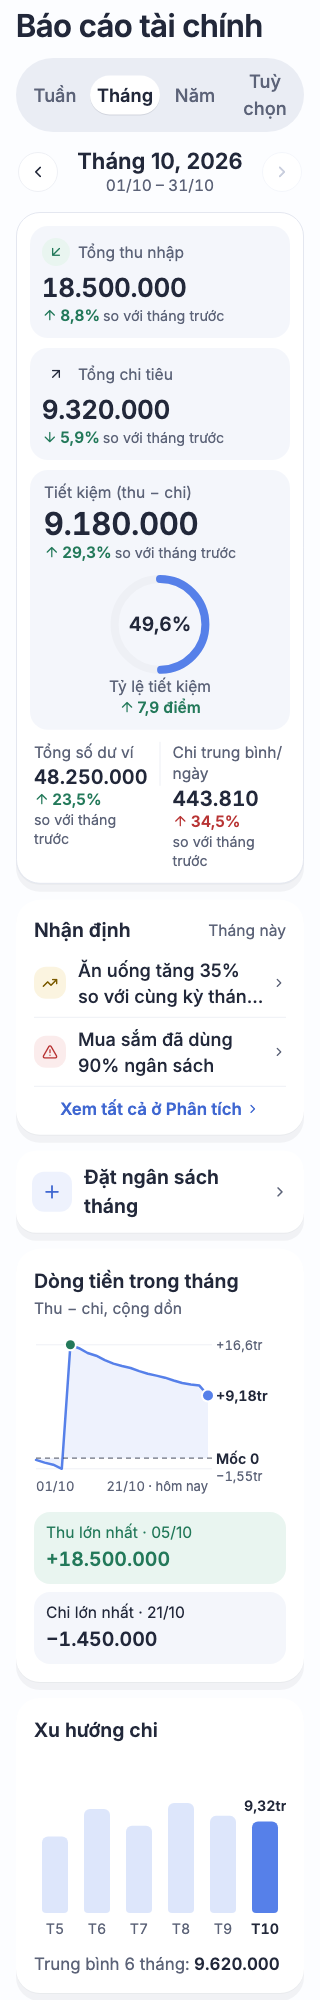 Báo cáo tài chính
Tuần
Tháng
Năm
Tuỳ
chọn
Tháng 10, 2026
01/10 – 31/10
Tổng thu nhập
18.500.000
↑ 8,8% so với tháng trước
Tổng chi tiêu
9.320.000
↓ 5,9% so với tháng trước
Tiết kiệm (thu – chi)
9.180.000
↑ 29,3% so với tháng trước
49,6%
Tỷ lệ tiết kiệm
↑ 7,9 điểm
Tổng số dư ví
48.250.000
↑ 23,5%
so với tháng
trước
Chi trung bình/
ngày
443.810
↑ 34,5%
so với tháng
trước
Nhận định
Tháng này
Ăn uống tăng 35%
so với cùng kỳ thán...
Mua sắm đã dùng
90% ngân sách
Xem tất cả ở Phân tích
Đặt ngân sách
tháng
Dòng tiền trong tháng
Thu – chi, cộng dồn
+16,6tr
+9,18tr
Mốc 0
−1,55tr
01/10
21/10 · hôm nay
Thu lớn nhất · 05/10
+18.500.000
Chi lớn nhất · 21/10
−1.450.000
Xu hướng chi
9,32tr
T5
T6
T7
T8
T9
T10
Trung bình 6 tháng: 9.620.000